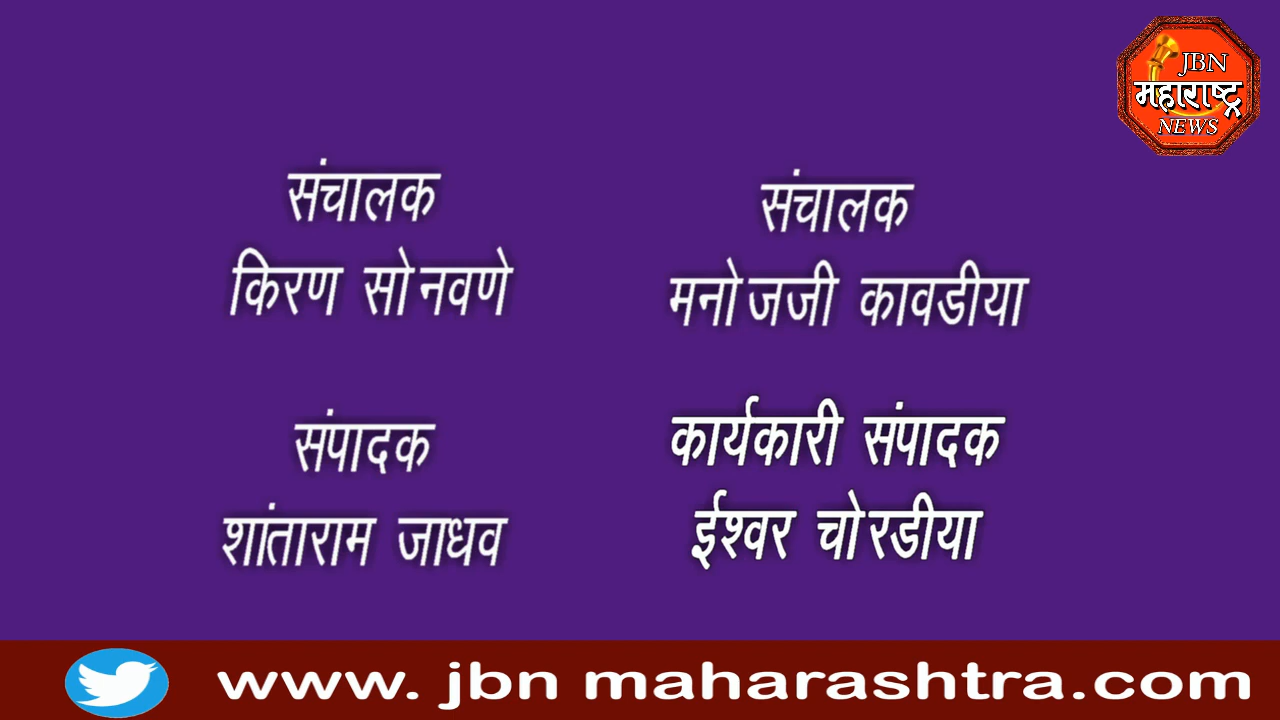 JBN
महाराष्ट्र
NEWS
संचालक
किरण सोनवणे
संचालक
मनोजजी कावडीया
संपादक
शांताराम जाधव
कार्यकारी संपादक
ईश्वर चोरडीया
www. jbn maharashtra.com